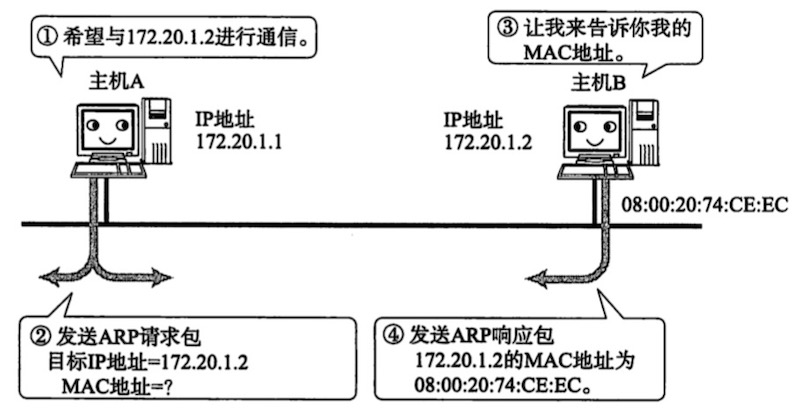 ① 希望与172.20.1.2进行通信。
③ 让我来告诉你我的
MAC地址。
主机A
主机B
IP地址
172.20.1.1
IP地址
172.20.1.2
08:00:20:74:CE:EC
② 发送ARP请求包
目标IP地址=172.20.1.2
MAC地址=?
④ 发送ARP响应包
172.20.1.2的MAC地址为
08:00:20:74:CE:EC。